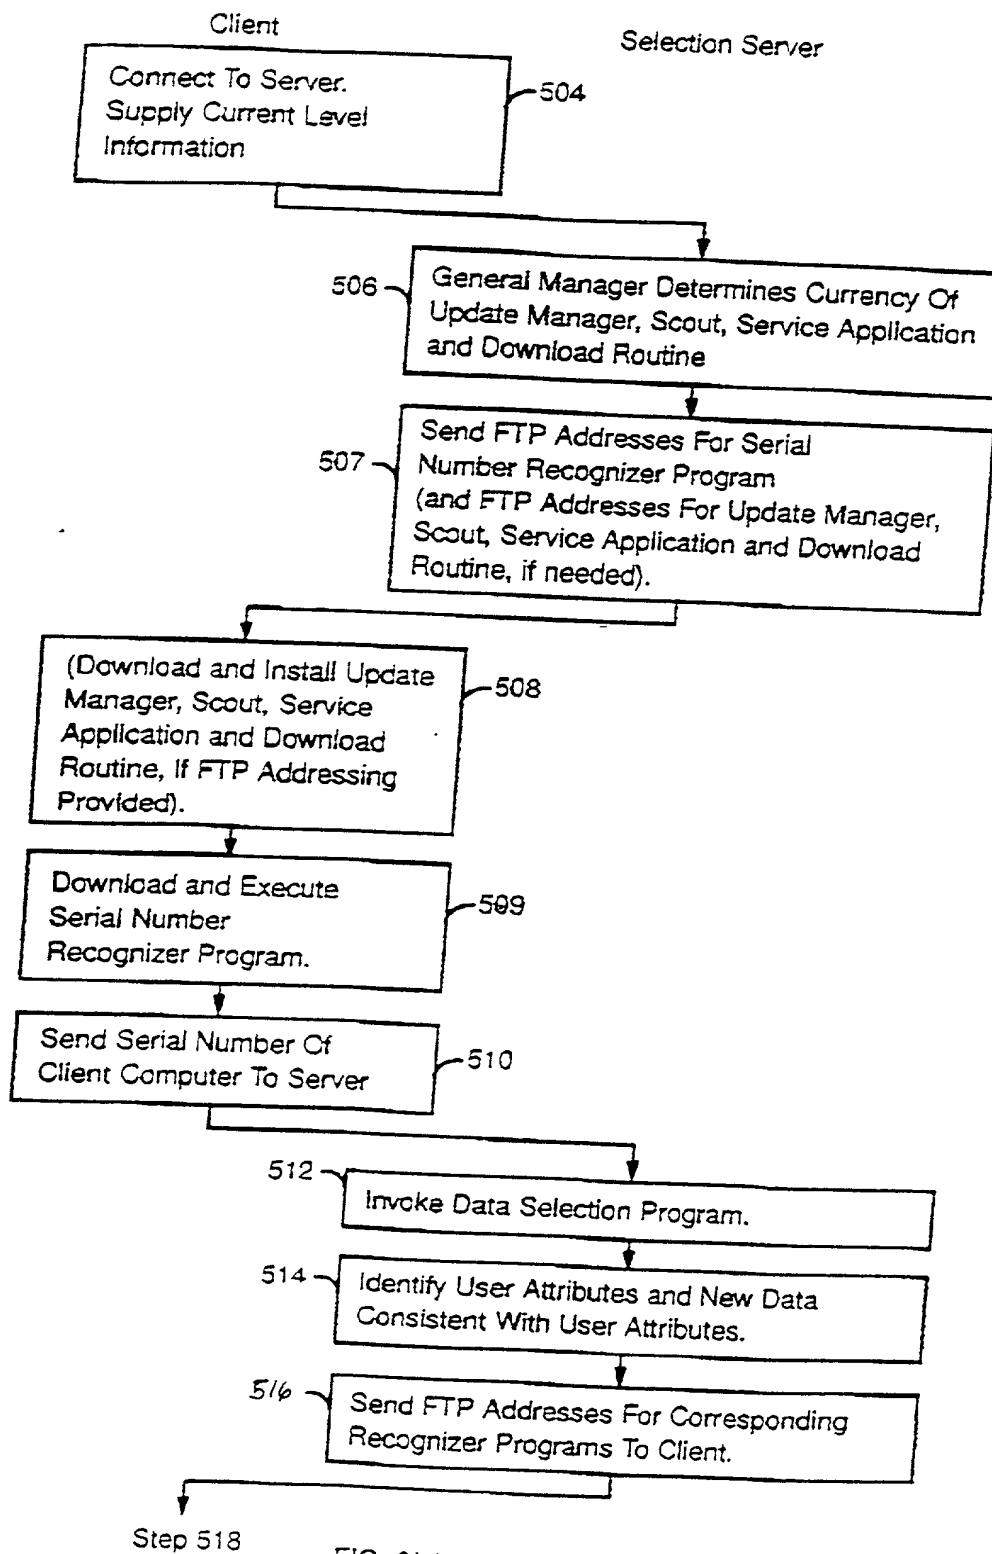 Client
Selection Server
Connect To Server.
Supply Current Level
Information
504
506
General Manager Determines Currency Of
Update Manager, Scout, Service Application
and Download Routine
507
Send FTP Addresses For Serial
Number Recognizer Program
(and FTP Addresses For Update Manager,
Scout, Service Application and Download
Routine, if needed).
(Download and Install Update
Manager, Scout, Service
Application and Download
Routine, If FTP Addressing
Provided).
508
Download and Execute
Serial Number
Recognizer Program.
509
Send Serial Number Of
Client Computer To Server
510
512
Invoke Data Selection Program.
514
Identify User Attributes and New Data
Consistent With User Attributes.
516
Send FTP Addresses For Corresponding
Recognizer Programs To Client.
Step 518
FIG.